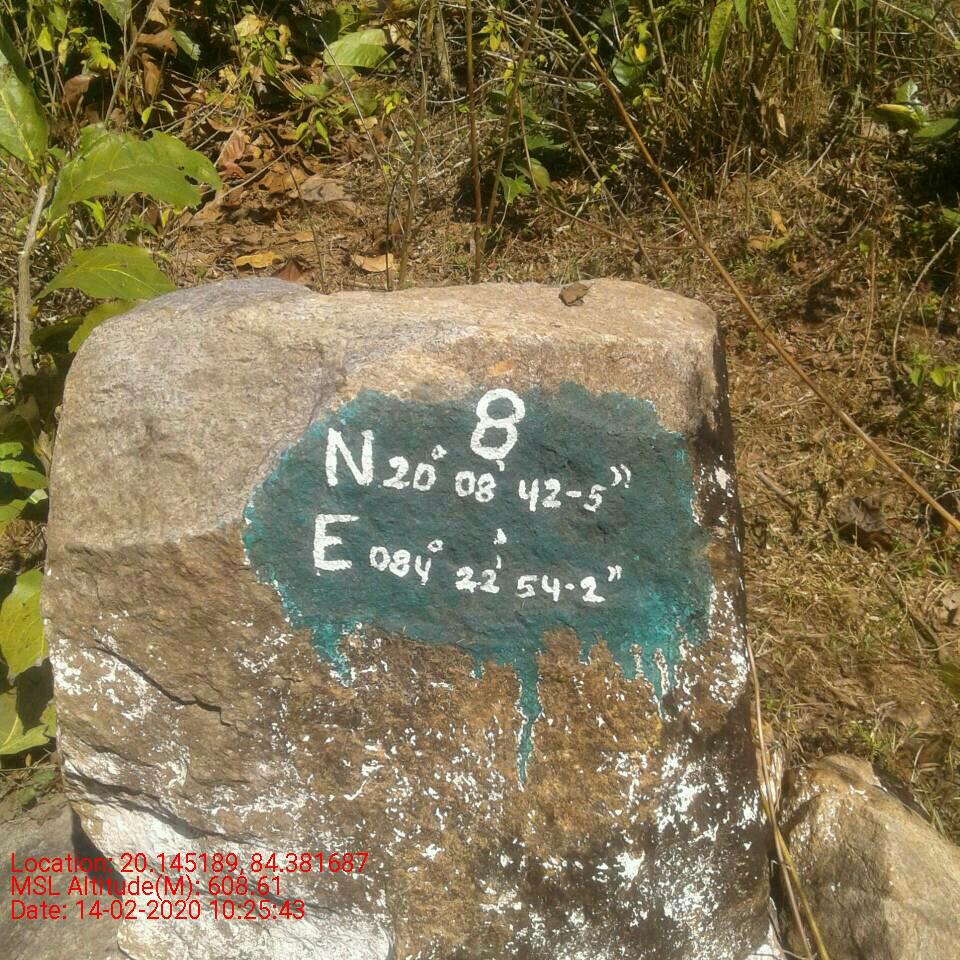 8
N 20° 08' 42-5"
E 084° 22' 54.2"
Location: 20.145189, 84.381687
MSL Altitude(M): 608.61
Date: 14-02-2020 10:25:43